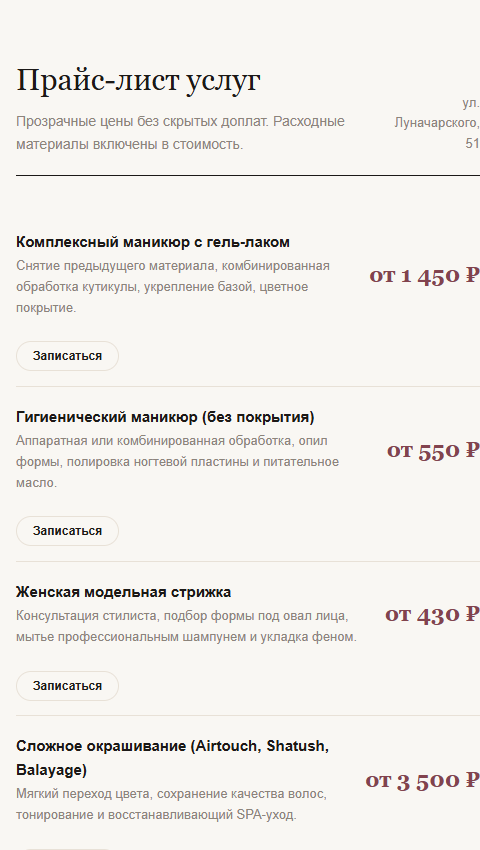 Прайс-лист услуг
Прозрачные цены без скрытых доплат. Расходные
материалы включены в стоимость.
ул.
Луначарского,
51
Комплексный маникюр с гель-лаком
Снятие предыдущего материала, комбинированная
обработка кутикулы, укрепление базой, цветное
покрытие.
от 1 450 ₽
Записаться
Гигиенический маникюр (без покрытия)
Аппаратная или комбинированная обработка, опил
формы, полировка ногтевой пластины и питательное
масло.
от 550 ₽
Записаться
Женская модельная стрижка
Консультация стилиста, подбор формы под овал лица,
мытье профессиональным шампунем и укладка феном.
от 430 ₽
Записаться
Сложное окрашивание (Airtouch, Shatush,
Balayage)
Мягкий переход цвета, сохранение качества волос,
тонирование и восстанавливающий SPA-уход.
от 3 500 ₽